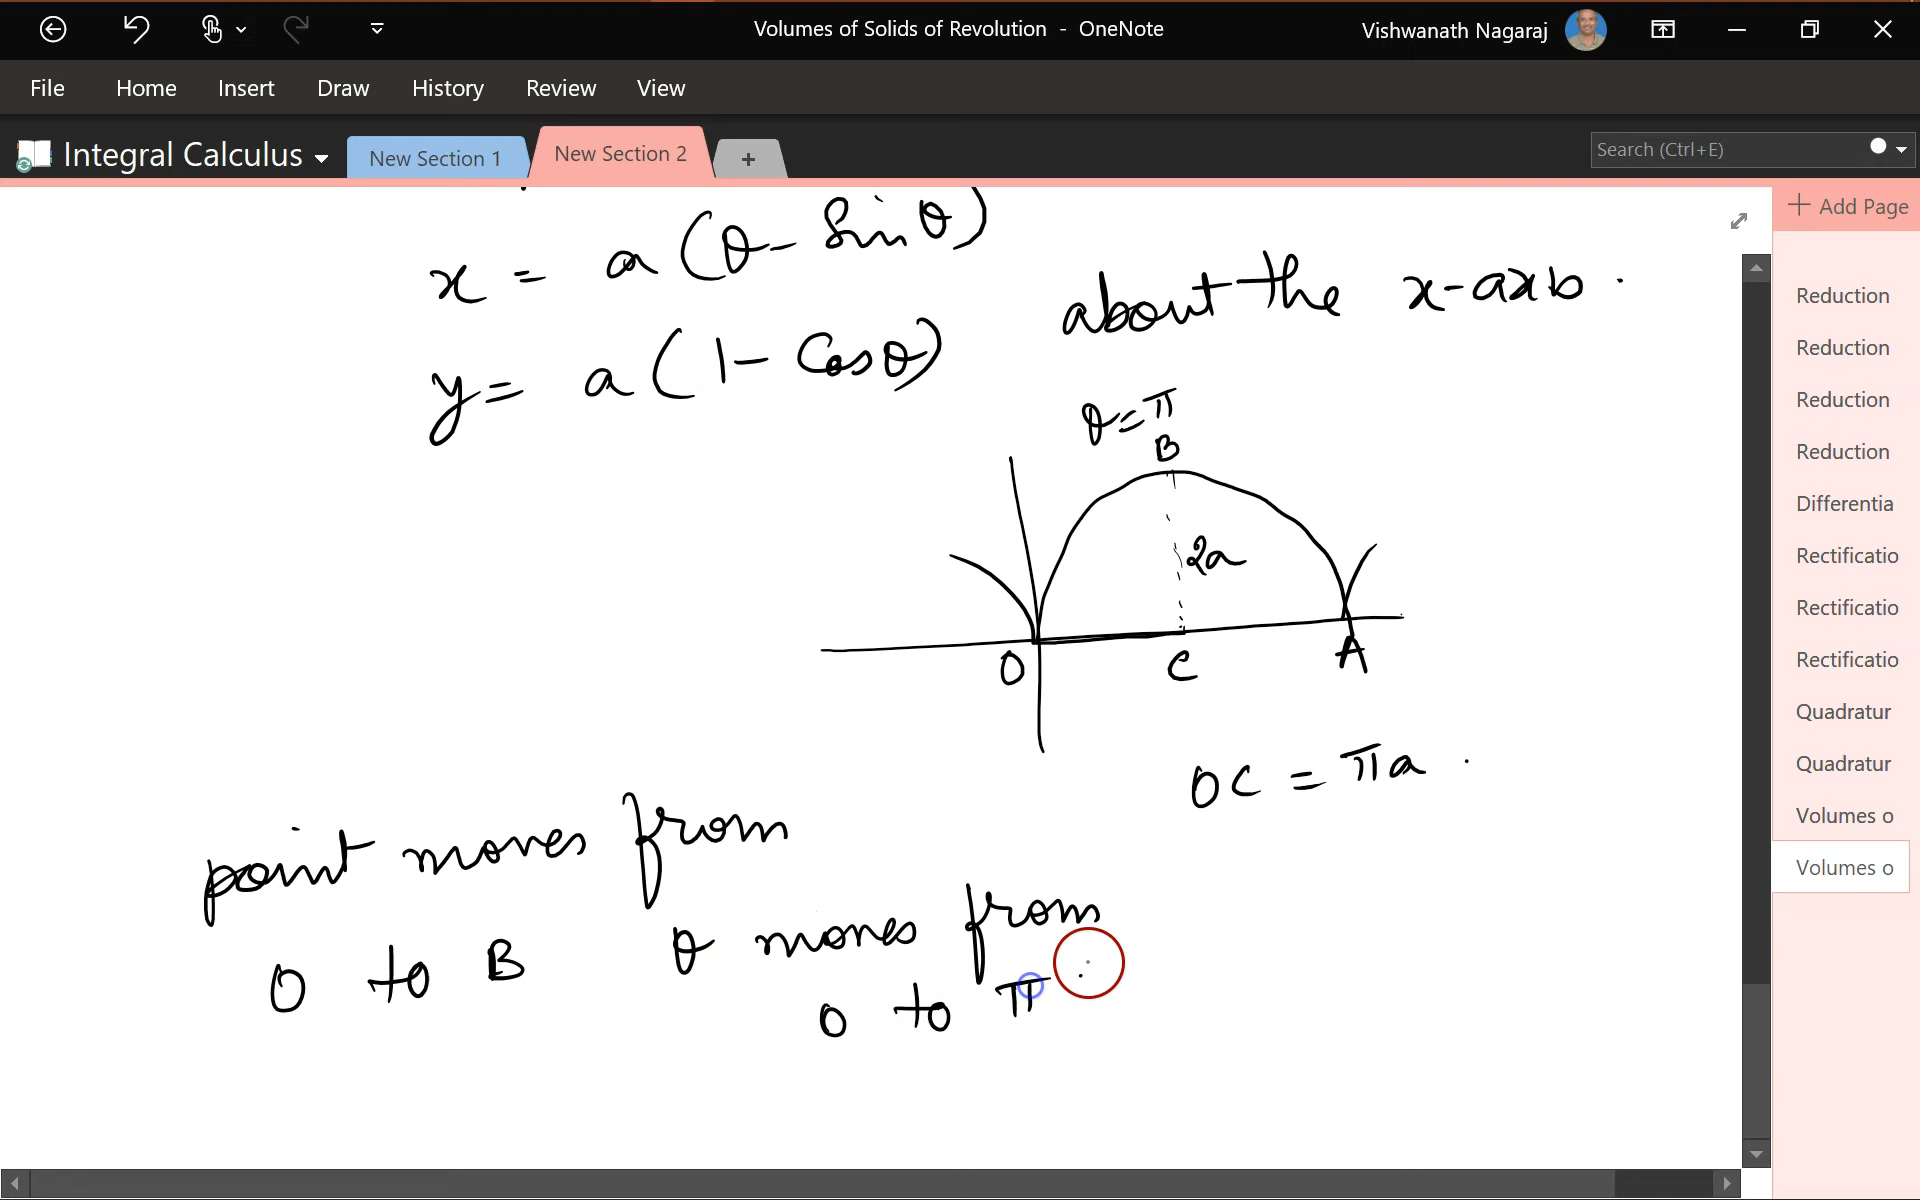 Volumes of Solids of Revolution - OneNote
Vishwanath Nagaraj
File Home Insert Draw History Review View
Integral Calculus
New Section 1
New Section 2
+
Search (Ctrl+E)
+ Add Page
x = a (θ - Sin θ)
about the x-axis .
y = a (1 - Cos θ)
θ = π
B
2a
O
C
A
OC = πa .
point moves from
O to B
θ moves from
0 to π .
Reduction
Reduction
Reduction
Reduction
Differentia
Rectificatio
Rectificatio
Rectificatio
Quadratur
Quadratur
Volumes o
Volumes o